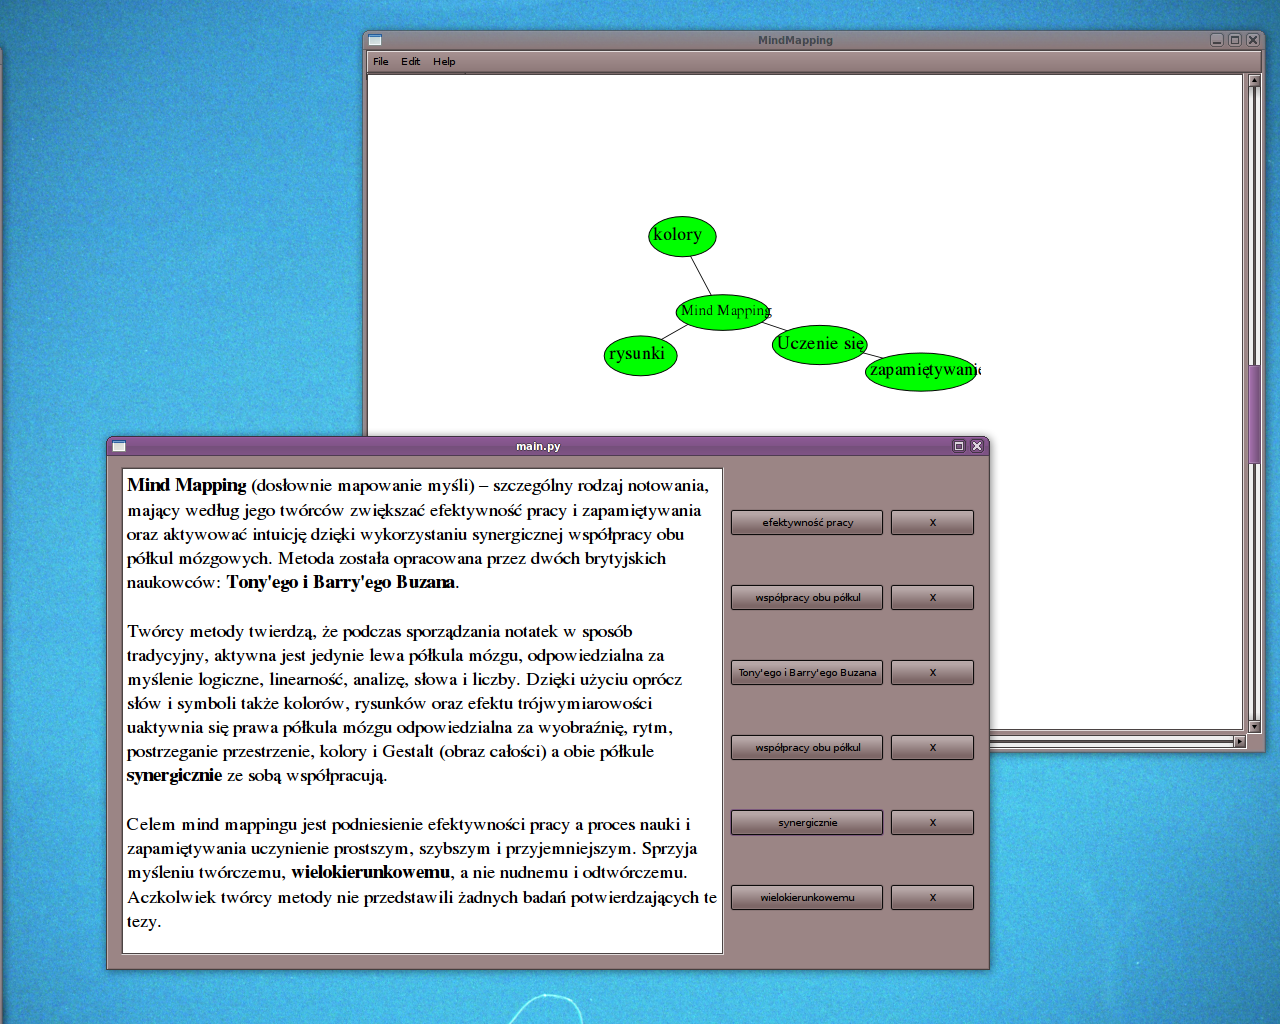 MindMapping
File Edit Help
kolory
Mind Mapping
Uczenie się
rysunki
zapamiętywanie
main.py
Mind Mapping (dosłownie mapowanie myśli) – szczególny rodzaj notowania,
mający według jego twórców zwiększać efektywność pracy i zapamiętywania
oraz aktywować intuicję dzięki wykorzystaniu synergicznej współpracy obu
półkul mózgowych. Metoda została opracowana przez dwóch brytyjskich
naukowców: Tony'ego i Barry'ego Buzana.
Twórcy metody twierdzą, że podczas sporządzania notatek w sposób
tradycyjny, aktywna jest jedynie lewa półkula mózgu, odpowiedzialna za
myślenie logiczne, linearność, analizę, słowa i liczby. Dzięki użyciu oprócz
słów i symboli także kolorów, rysunków oraz efektu trójwymiarowości
uaktywnia się prawa półkula mózgu odpowiedzialna za wyobraźnię, rytm,
postrzeganie przestrzenie, kolory i Gestalt (obraz całości) a obie półkule
synergicznie ze sobą współpracują.
Celem mind mappingu jest podniesienie efektywności pracy a proces nauki i
zapamiętywania uczynienie prostszym, szybszym i przyjemniejszym. Sprzyja
myśleniu twórczemu, wielokierunkowemu, a nie nudnemu i odtwórczemu.
Aczkolwiek twórcy metody nie przedstawili żadnych badań potwierdzających te
tezy.
efektywność pracy X
współpracy obu półkul X
Tony'ego i Barry'ego Buzana X
współpracy obu półkul X
synergicznie X
wielokierunkowemu X